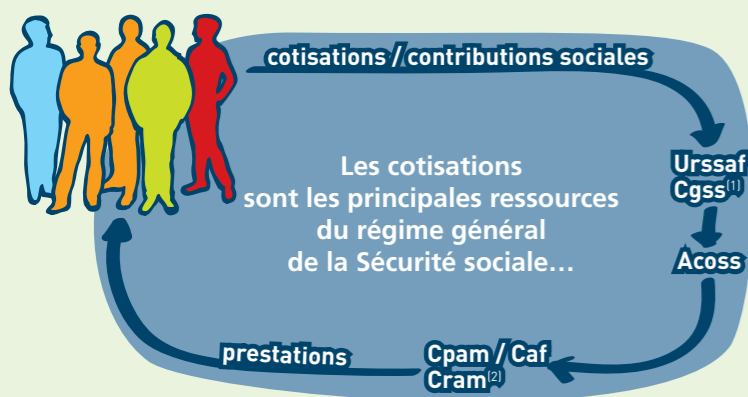 cotisations / contributions sociales
Les cotisations
sont les principales ressources
du régime général
de la Sécurité sociale…
Urssaf
Cgss(1)
Acoss
Cpam / Caf
Cram(2)
prestations